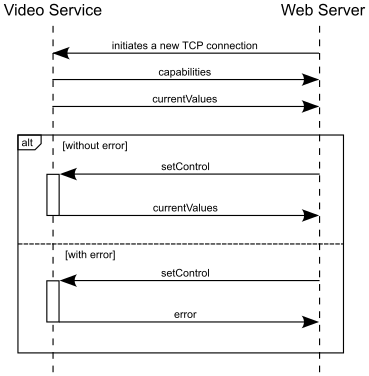 Video Service
Web Server
initiates a new TCP connection
capabilities
currentValues
alt
[without error]
setControl
currentValues
[with error]
setControl
error